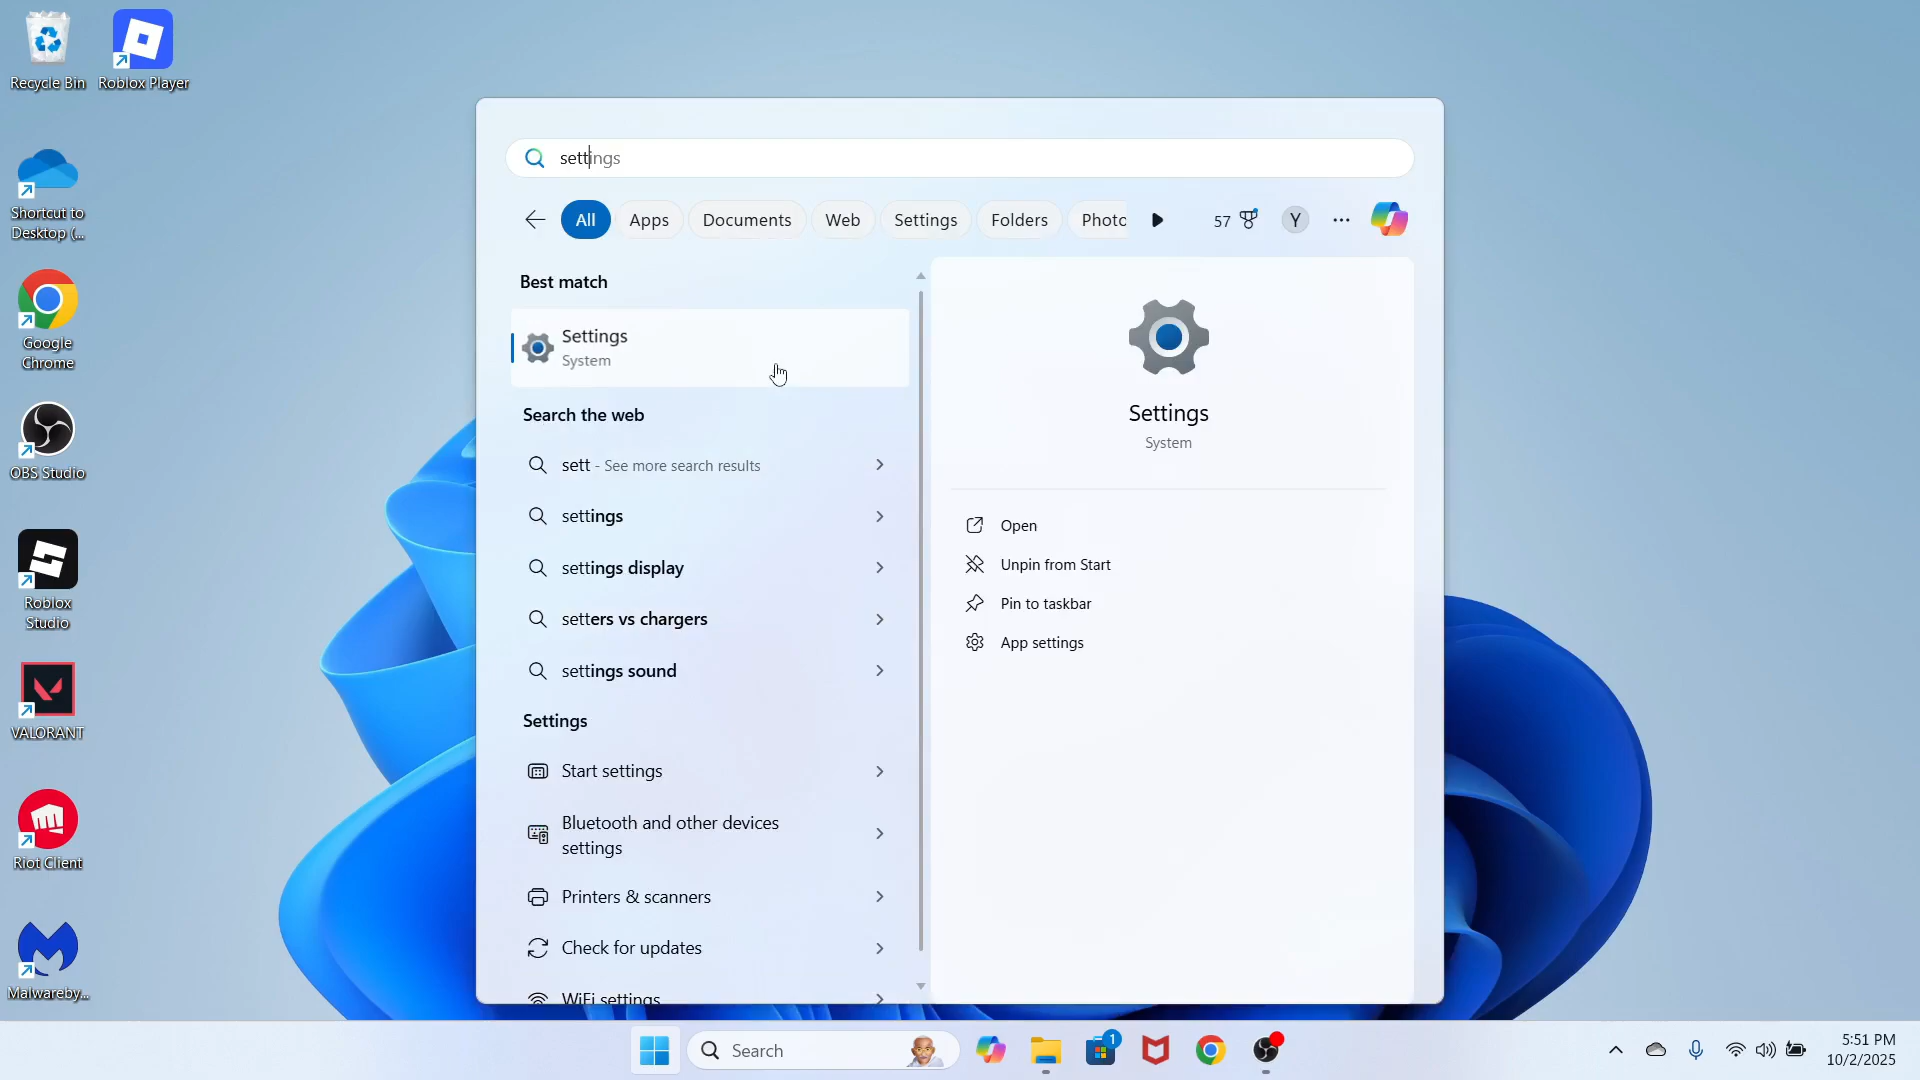 Recycle Bin
Roblox Player
Shortcut to
Desktop (...
Google
Chrome
OBS Studio
Roblox
Studio
VALORANT
Riot Client
Malwareby...
settings
All
Apps
Documents
Web
Settings
Folders
Photo
57
Y
Best match
Settings
System
Search the web
sett - See more search results
settings
settings display
setters vs chargers
settings sound
Settings
Start settings
Bluetooth and other devices
settings
Printers & scanners
Check for updates
WiFi settings
Settings
System
Open
Unpin from Start
Pin to taskbar
App settings
Search
1
5:51 PM
10/2/2025